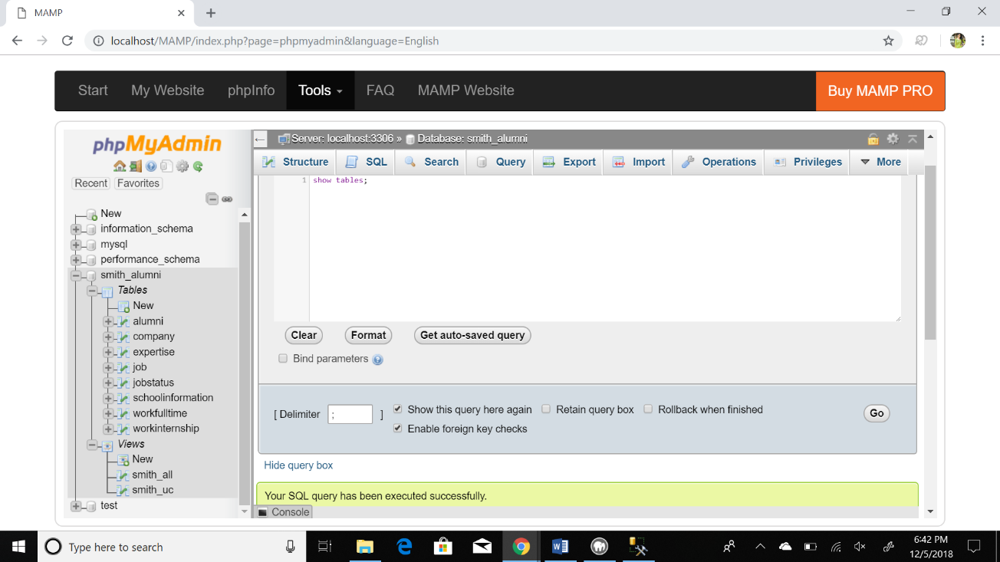 MAMP
localhost/MAMP/index.php?page=phpmyadmin&language=English
Start My Website phpInfo Tools FAQ MAMP Website Buy MAMP PRO
phpMyAdmin
Recent Favorites
New
information_schema
mysql
performance_schema
smith_alumni
Tables
New
alumni
company
expertise
job
jobstatus
schoolinformation
workfulltime
workinternship
Views
New
smith_all
smith_uc
test
Server: localhost:3306 » Database: smith_alumni
Structure SQL Search Query Export Import Operations Privileges More
1 show tables;
Clear Format Get auto-saved query
Bind parameters
[ Delimiter ; ] Show this query here again Retain query box Rollback when finished Go
Enable foreign key checks
Hide query box
Your SQL query has been executed successfully.
Console
Type here to search
6:42 PM
12/5/2018